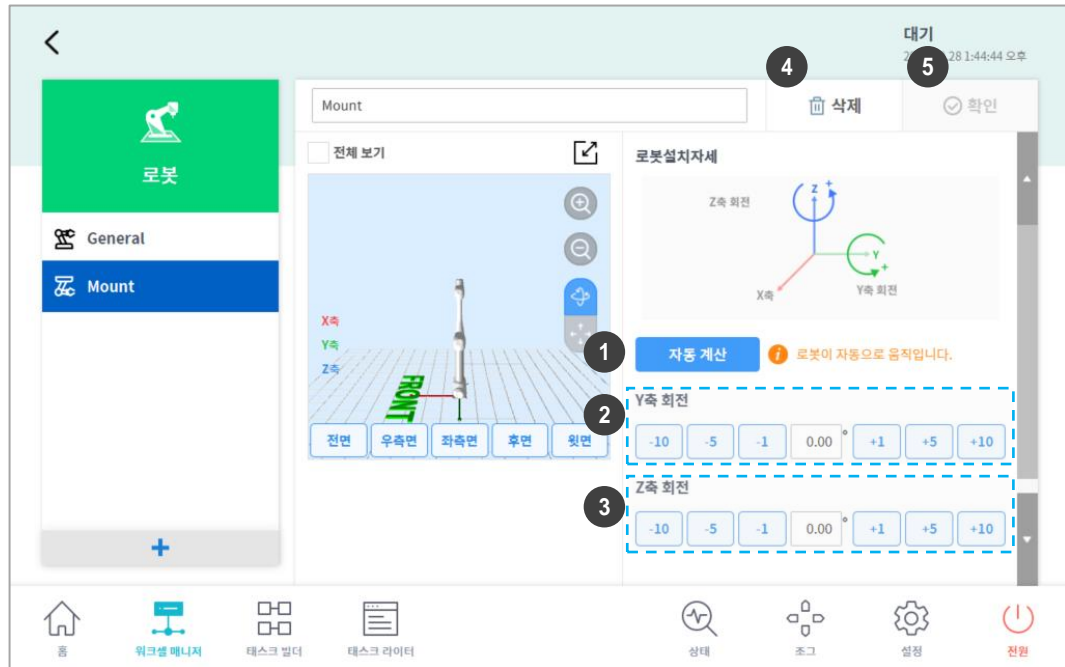 대기
28 1:44:44 오후
4
5
로봇
Mount
삭제
확인
General
Mount
전체 보기
X축
Y축
Z축
FRONT
전면
우측면
좌측면
후면
윗면
로봇설치자세
Z축 회전
Z
+
Y
+
X축
Y축 회전
1
자동 계산
i 로봇이 자동으로 움직입니다.
2
Y축 회전
-10 -5 -1 0.00 ° +1 +5 +10
3
Z축 회전
-10 -5 -1 0.00 ° +1 +5 +10
+
홈
워크셀 매니저
태스크 빌더
태스크 라이터
상태
조그
설정
전원